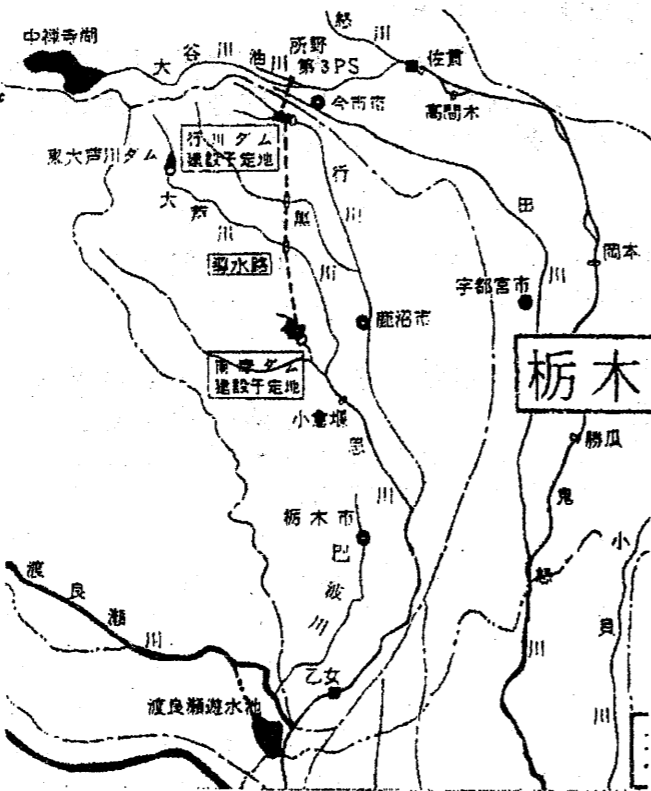 中禅寺湖
大谷川
池川
所野
第3PS
鬼怒川
佐貫
高間木
今市市
行川ダム
建設予定地
東大芦川ダム
大芦川
黒川
行川
田川
岡本
導水路
宇都宮市
鹿沼市
南摩ダム
建設予定地
栃木
小倉堰
勝瓜
思川
鬼怒川
栃木市
巴波川
小貝川
渡良瀬川
乙女
渡良瀬遊水池